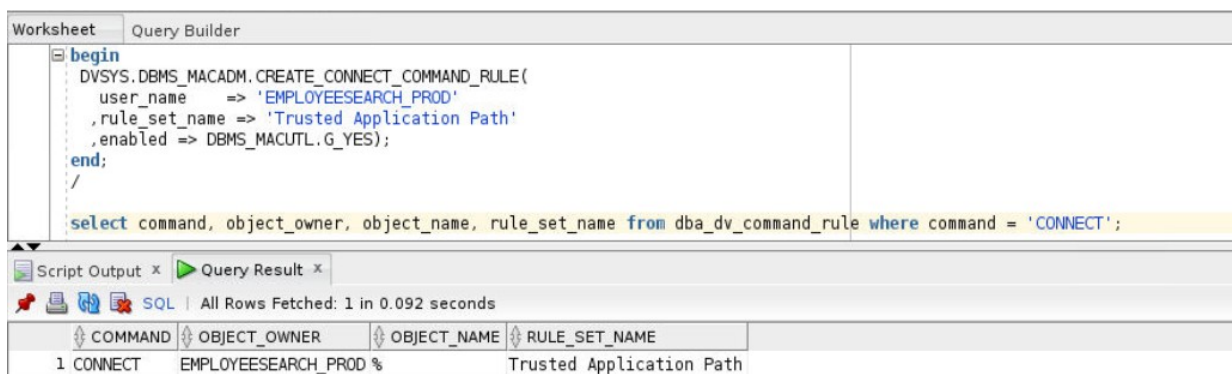 Worksheet Query Builder
begin
DVSYS.DBMS_MACADM.CREATE_CONNECT_COMMAND_RULE(
user_name => 'EMPLOYEESEARCH_PROD'
,rule_set_name => 'Trusted Application Path'
,enabled => DBMS_MACUTL.G_YES);
end;
/
select command, object_owner, object_name, rule_set_name from dba_dv_command_rule where command = 'CONNECT';
Script Output x Query Result x
SQL | All Rows Fetched: 1 in 0.092 seconds
COMMAND OBJECT_OWNER OBJECT_NAME RULE_SET_NAME
1 CONNECT EMPLOYEESEARCH_PROD % Trusted Application Path